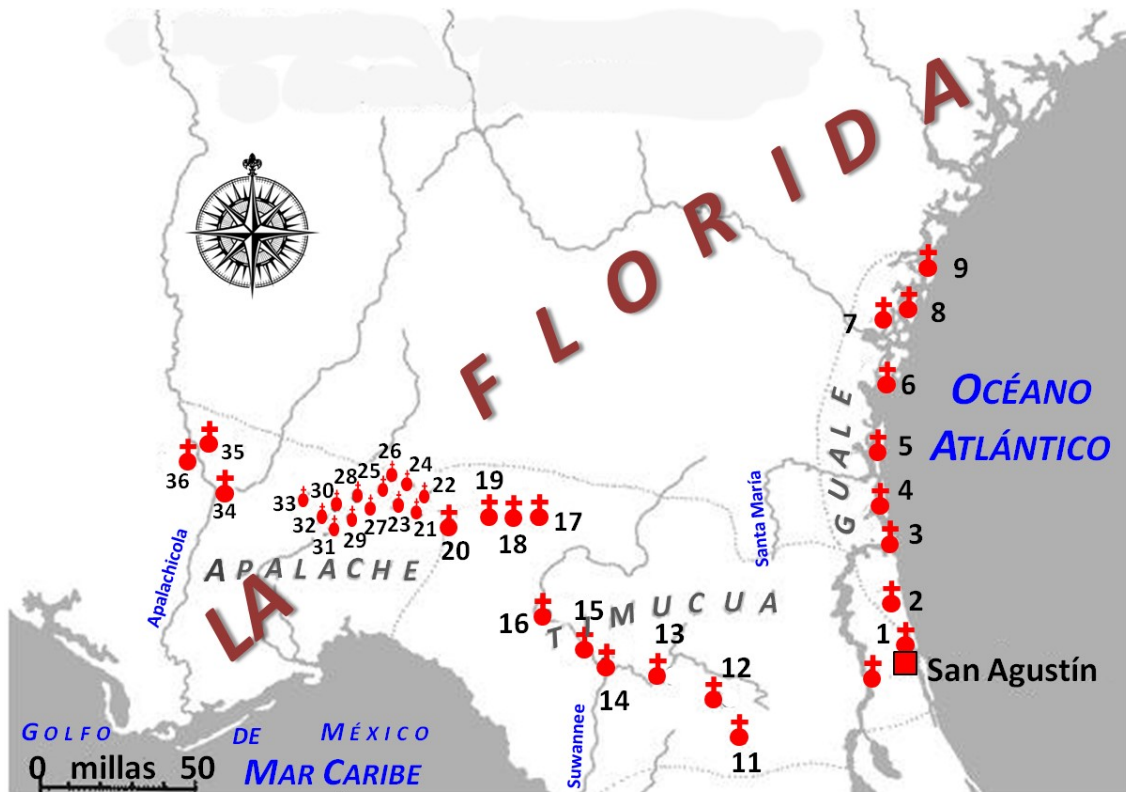 LA FLORIDA
OCÉANO
ATLÁNTICO
GUALE
APALACHE
TIMUCUA
Santa María
Apalachicola
Suwannee
San Agustín
GOLFO DE MÉXICO
MAR CARIBE
0 millas 50
9
8
7
6
5
4
3
2
1
26
24
25
28
22
30
33
19
35
36
34
32
27
23
21
17
31
29
20
18
16
15
13
12
14
11